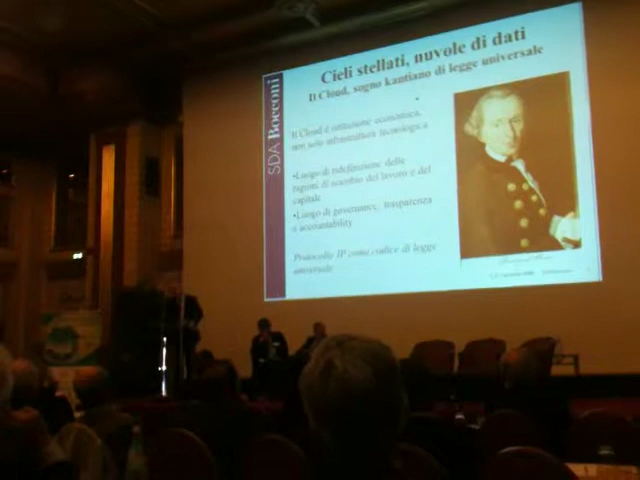 Cieli stellati, nuvole di dati
Il Cloud, sogno kantiano di legge universale
SDA Bocconi
Il Cloud è istituzione economica,
non solo infrastruttura tecnologica
•Luogo di ridefinizione delle
ragioni di scambio del lavoro e del
capitale
•Luogo di governance, trasparenza
e accountability
Protocollo IP come codice di legge
universale